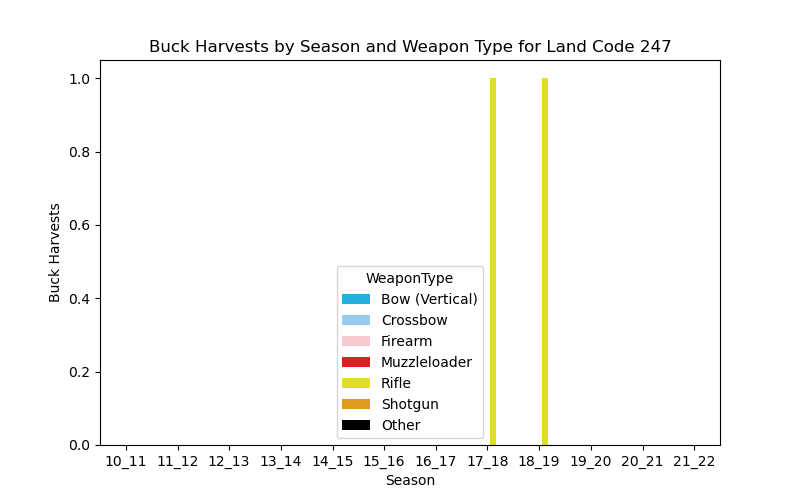 Buck Harvests by Season and Weapon Type for Land Code 247
1.0
0.8
0.6
0.4
0.2
0.0
Buck Harvests
WeaponType
Bow (Vertical)
Crossbow
Firearm
Muzzleloader
Rifle
Shotgun
Other
10_11 11_12 12_13 13_14 14_15 15_16 16_17 17_18 18_19 19_20 20_21 21_22
Season